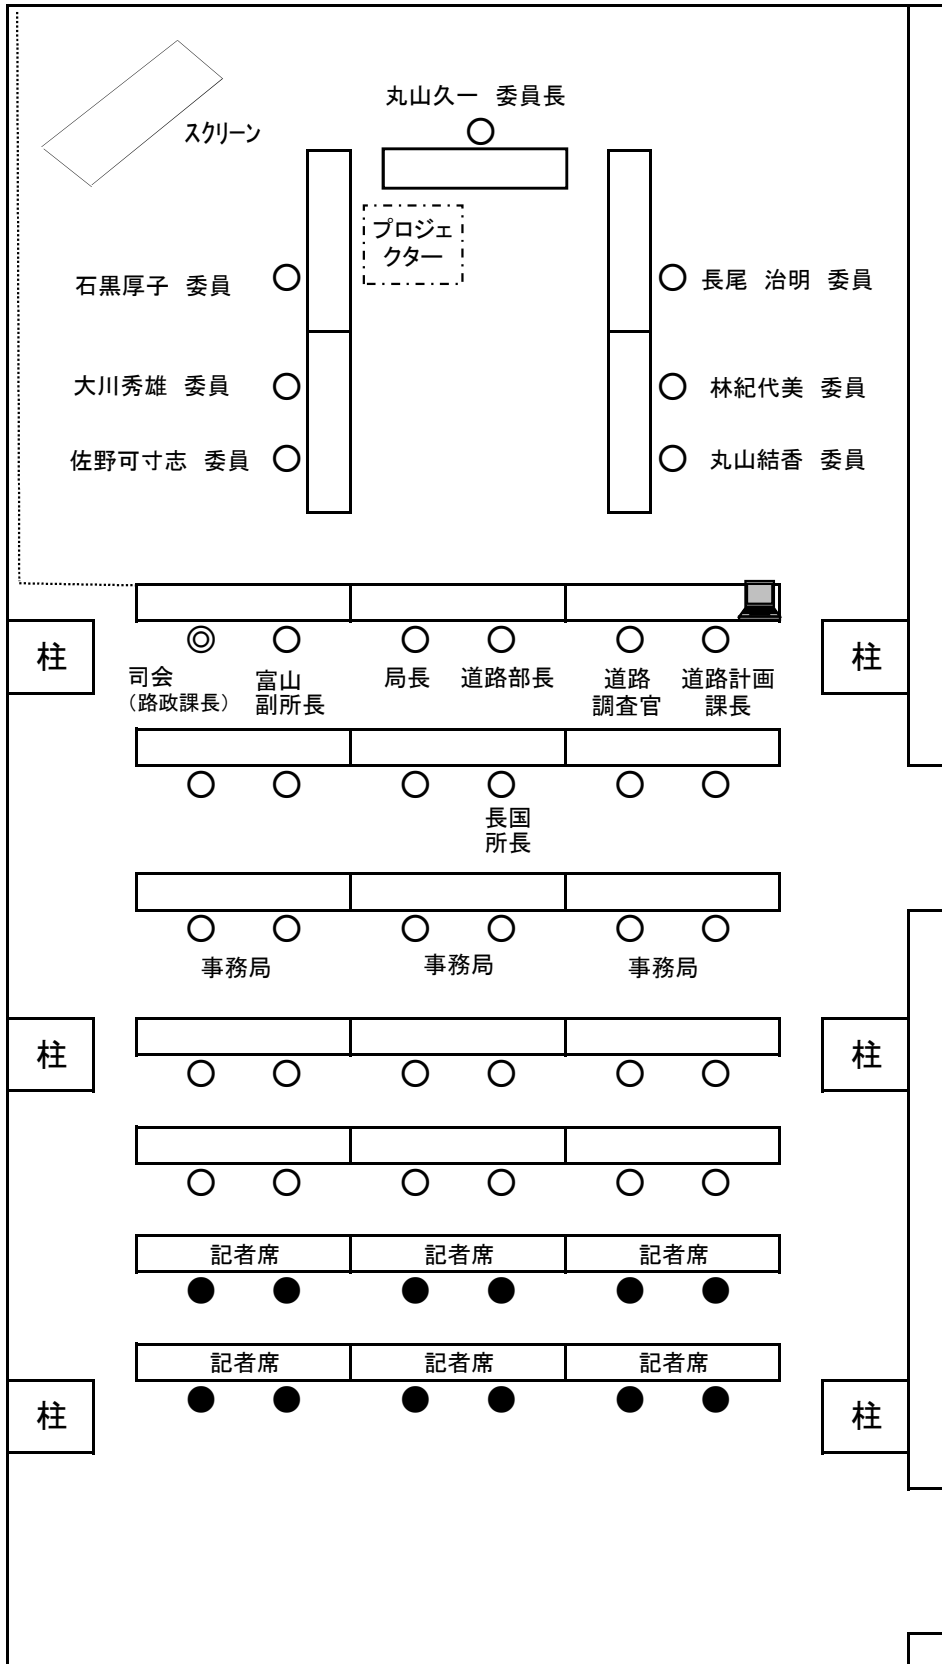 丸山久一 委員長
スクリーン
プロジェ
クター
石黒厚子 委員
長尾 治明 委員
大川秀雄 委員
林紀代美 委員
佐野可寸志 委員
丸山結香 委員
柱
柱
司会
（路政課長）
富山
副所長
局長
道路部長
道路
調査官
道路計画
課長
長国
所長
事務局
事務局
事務局
柱
柱
記者席
記者席
記者席
記者席
記者席
記者席
柱
柱